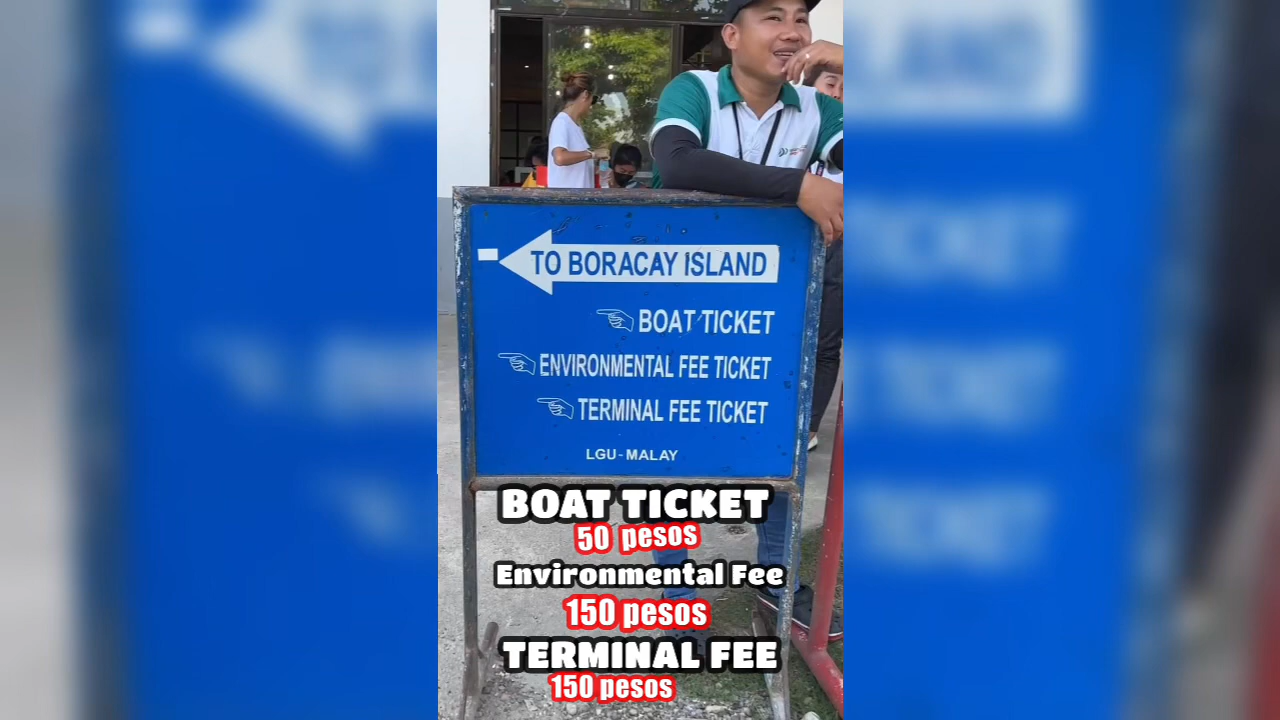 TO BORACAY ISLAND
BOAT TICKET
ENVIRONMENTAL FEE TICKET
TERMINAL FEE TICKET
LGU-MALAY
BOAT TICKET
50 pesos
Environmental Fee
150 pesos
TERMINAL FEE
150 pesos